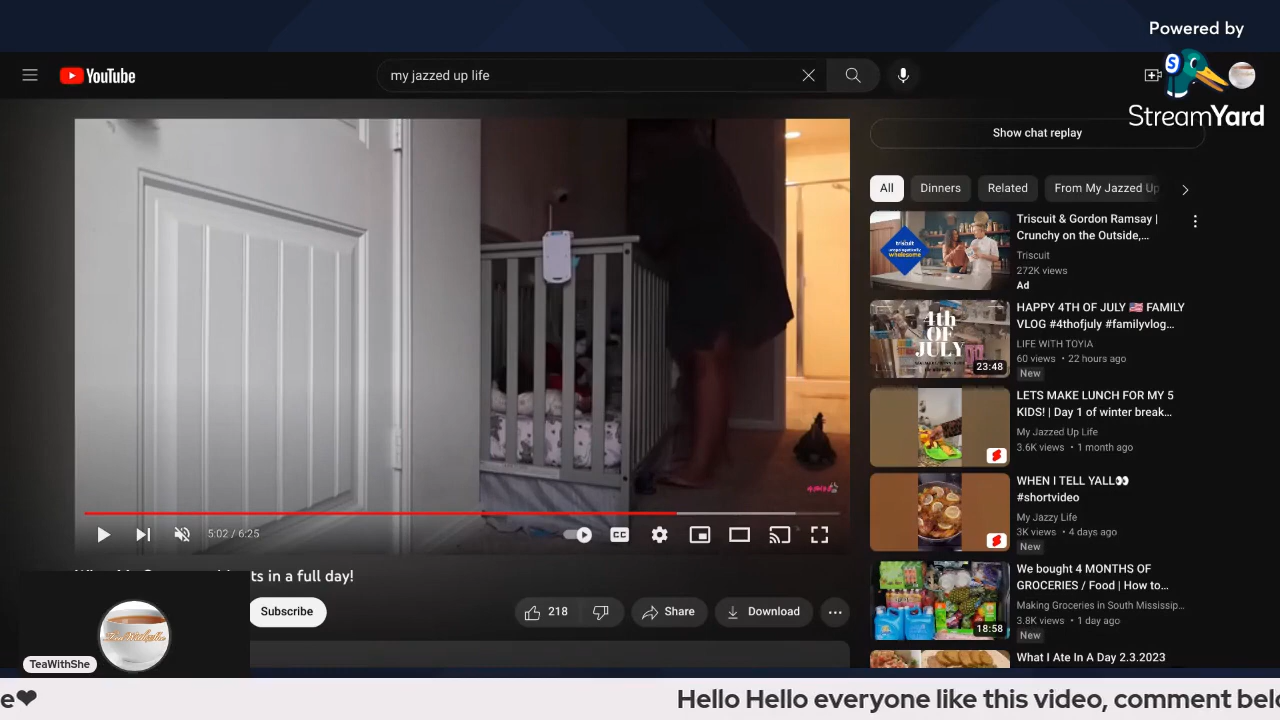 Powered by
StreamYard
YouTube
my jazzed up life
Show chat replay
All
Dinners
Related
From My Jazzed Up
Triscuit & Gordon Ramsay |
Crunchy on the Outside,...
Triscuit
272K views
Ad
4th
OF
JULY
23:48
HAPPY 4TH OF JULY 🇺🇸 FAMILY
VLOG #4thofjuly #familyvlog...
LIFE WITH TOYIA
60 views • 22 hours ago
New
LETS MAKE LUNCH FOR MY 5
KIDS! | Day 1 of winter break...
My Jazzed Up Life
3.6K views • 1 month ago
WHEN I TELL YALL👀
#shortvideo
My Jazzy Life
3K views • 4 days ago
New
18:58
We bought 4 MONTHS OF
GROCERIES / Food | How to...
Making Groceries in South Mississip...
3.8K views • 1 day ago
New
What I Ate In A Day 2.3.2023
5:02 / 6:25
CC
ts in a full day!
Subscribe
218
Share
Download
TeaWithShe
TeaWithShe
e❤
Hello Hello everyone like this video, comment belo